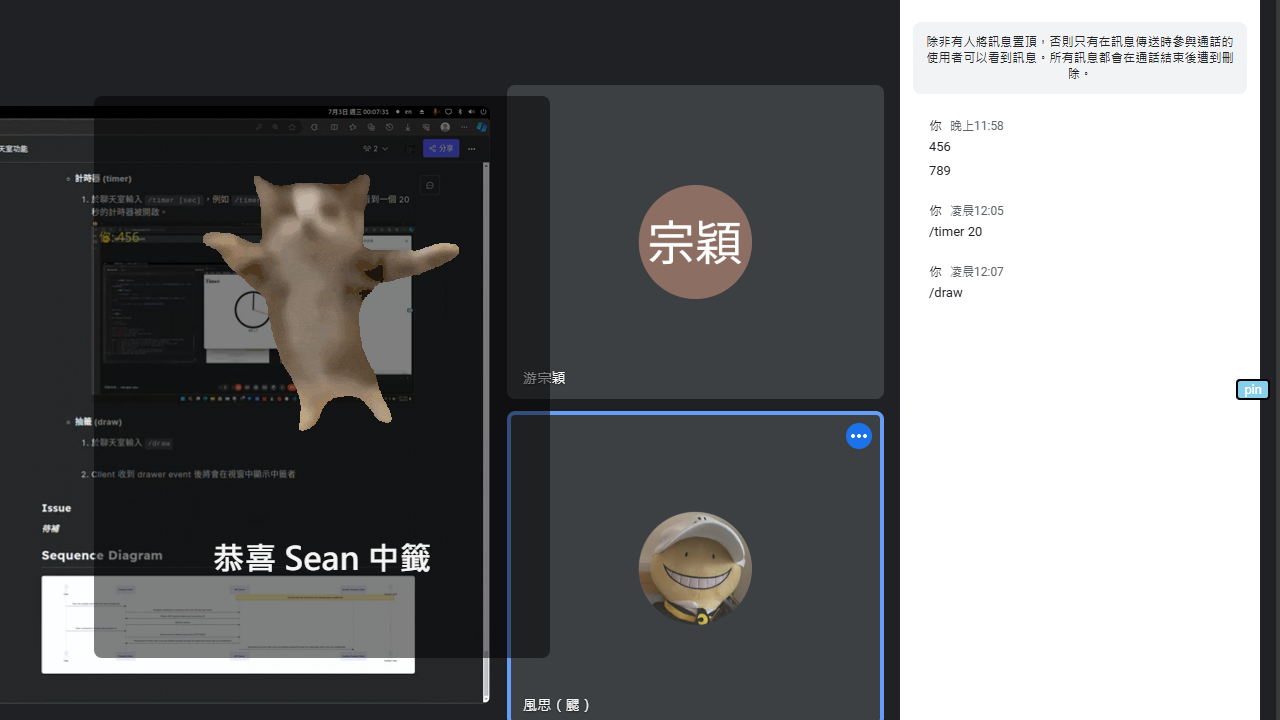 7月3日 週三 00:07:31
en
天室功能
2
分享
計時器 (timer)
1. 於聊天室輸入 /timer [sec]，例如 /timer
到一個 20
秒的計時器被開啟。
:456
Timer
抽籤 (draw)
1. 於聊天室輸入 /draw
2. Client 收到 drawer event 後將會在視窗中顯示中籤者
Issue
待補
Sequence Diagram
恭喜 Sean 中籤
宗穎
游宗穎
風思（颸）
除非有人將訊息置頂，否則只有在訊息傳送時參與通話的
使用者可以看到訊息。所有訊息都會在通話結束後遭到刪
除。
你 晚上11:58
456
789
你 凌晨12:05
/timer 20
你 凌晨12:07
/draw
pin